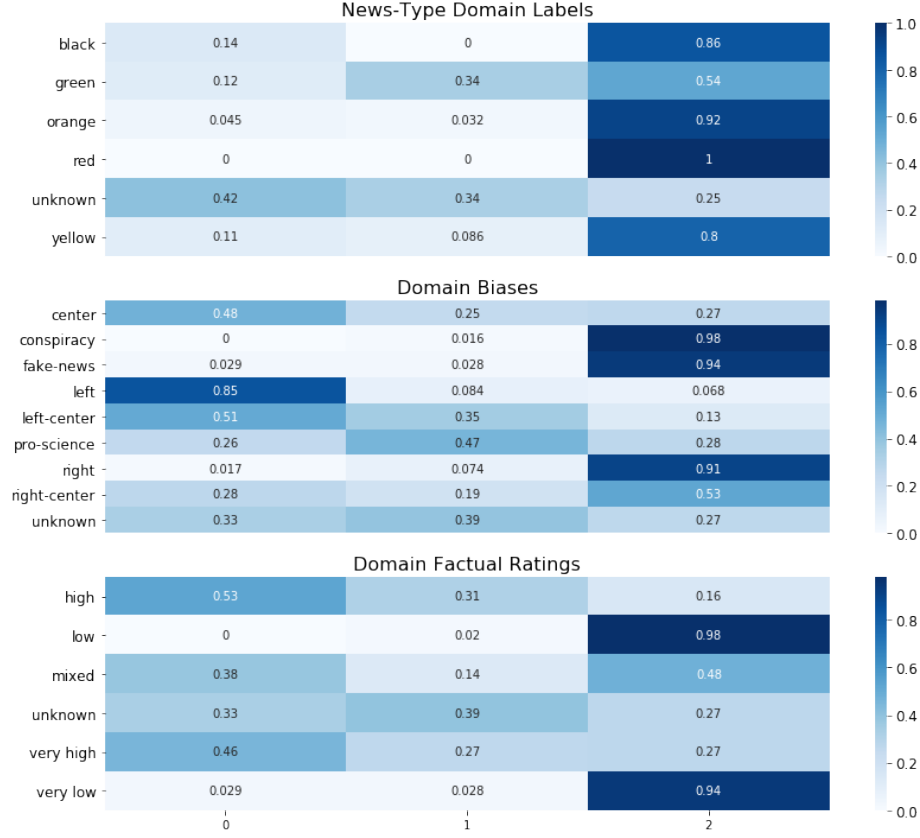 News-Type Domain Labels
black 0.14 0 0.86
green 0.12 0.34 0.54
orange 0.045 0.032 0.92
red 0 0 1
unknown 0.42 0.34 0.25
yellow 0.11 0.086 0.8
1.0
0.8
0.6
0.4
0.2
0.0
Domain Biases
center 0.48 0.25 0.27
conspiracy 0 0.016 0.98
fake-news 0.029 0.028 0.94
left 0.85 0.084 0.068
left-center 0.51 0.35 0.13
pro-science 0.26 0.47 0.28
right 0.017 0.074 0.91
right-center 0.28 0.19 0.53
unknown 0.33 0.39 0.27
0.8
0.6
0.4
0.2
0.0
Domain Factual Ratings
high 0.53 0.31 0.16
low 0 0.02 0.98
mixed 0.38 0.14 0.48
unknown 0.33 0.39 0.27
very high 0.46 0.27 0.27
very low 0.029 0.028 0.94
0 1 2
0.8
0.6
0.4
0.2
0.0